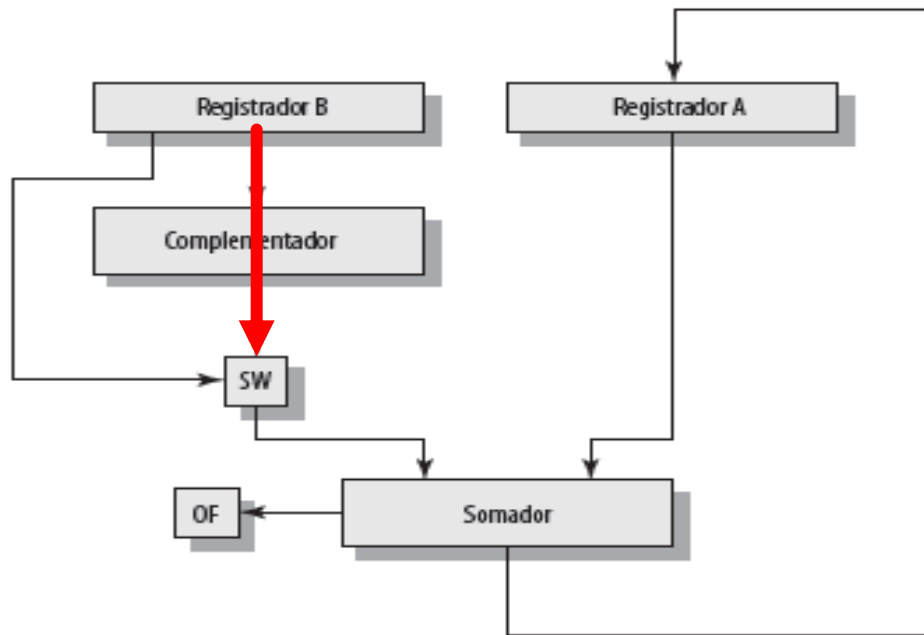 Registrador B
Registrador A
Complementador
SW
OF
Somador